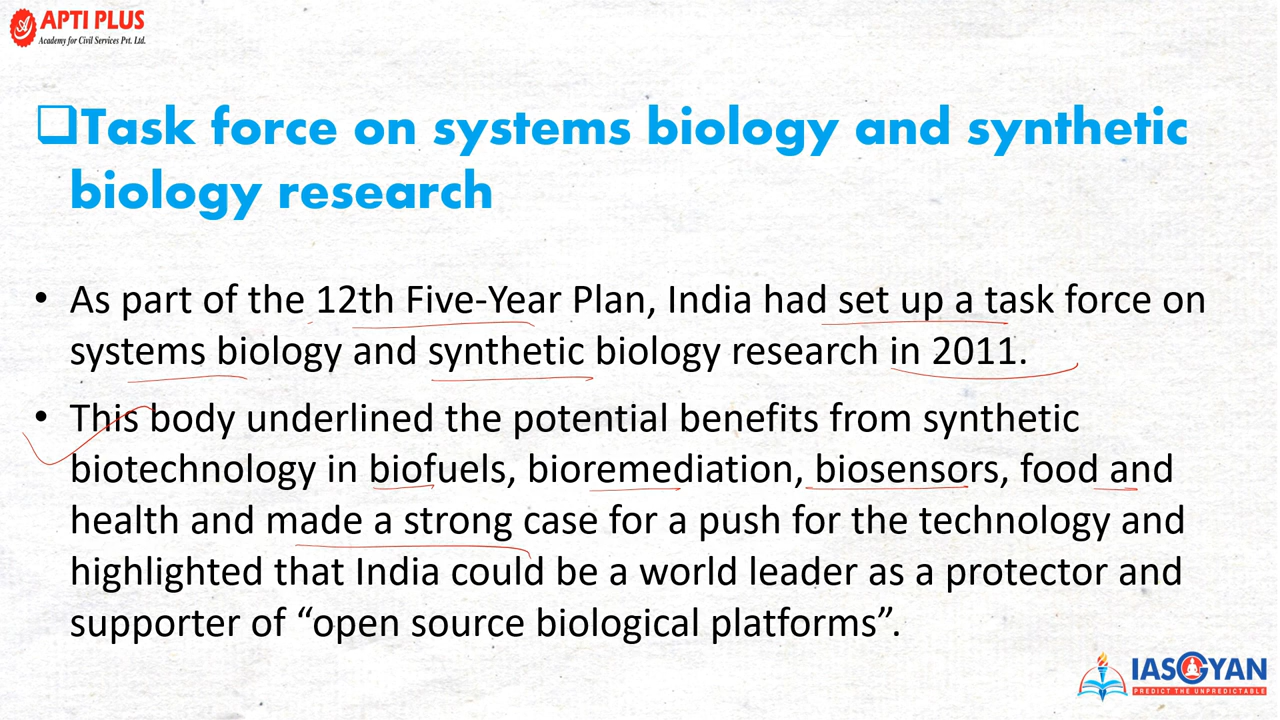 APTI PLUS
Academy for Civil Services Pvt. Ltd.
Task force on systems biology and synthetic
biology research
• As part of the 12th Five-Year Plan, India had set up a task force on
systems biology and synthetic biology research in 2011.
• This body underlined the potential benefits from synthetic
biotechnology in biofuels, bioremediation, biosensors, food and
health and made a strong case for a push for the technology and
highlighted that India could be a world leader as a protector and
supporter of “open source biological platforms”.
IASGYAN
PREDICT THE UNPREDICTABLE